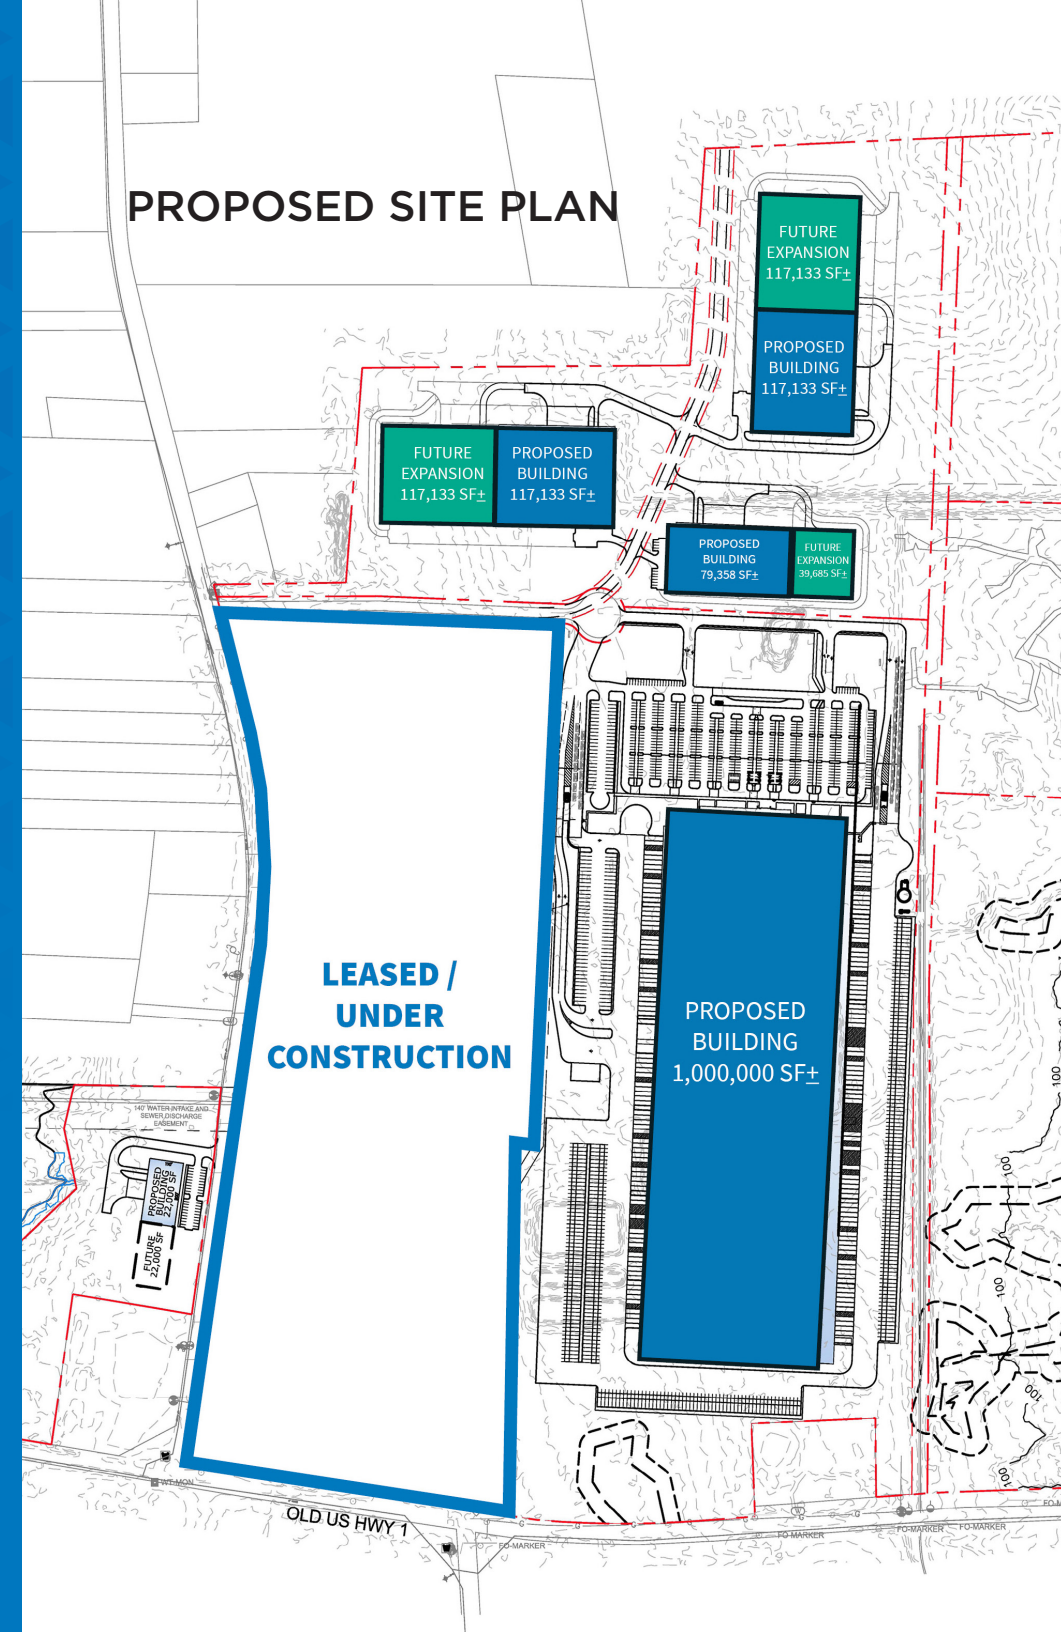 PROPOSED SITE PLAN
FUTURE
EXPANSION
117,133 SF±
PROPOSED
BUILDING
117,133 SF±
FUTURE
EXPANSION
117,133 SF±
PROPOSED
BUILDING
117,133 SF±
PROPOSED
BUILDING
79,358 SF±
FUTURE
EXPANSION
39,685 SF±
LEASED /
UNDER
CONSTRUCTION
PROPOSED
BUILDING
1,000,000 SF±
140' WATER INTAKE AND
SEWER DISCHARGE
EASEMENT
PROPOSED
BUILDING
22,000 SF
FUTURE
22,000 SF
100
100
100
100
100
WT-MON
OLD US HWY 1
FO-MARKER
FO-MARKER
FO-MARKER
FO-MARKER